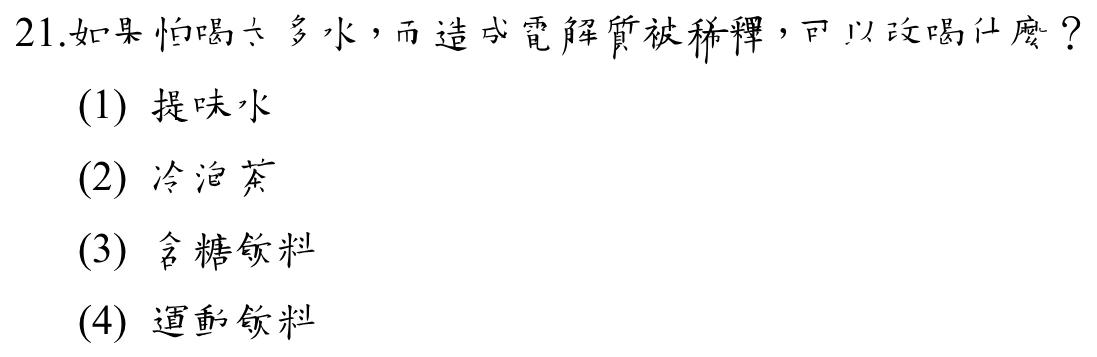 21.如果怕喝太多水，而造成電解質被稀釋，可以改喝什麼？
(1) 提味水
(2) 冷泡茶
(3) 含糖飲料
(4) 運動飲料